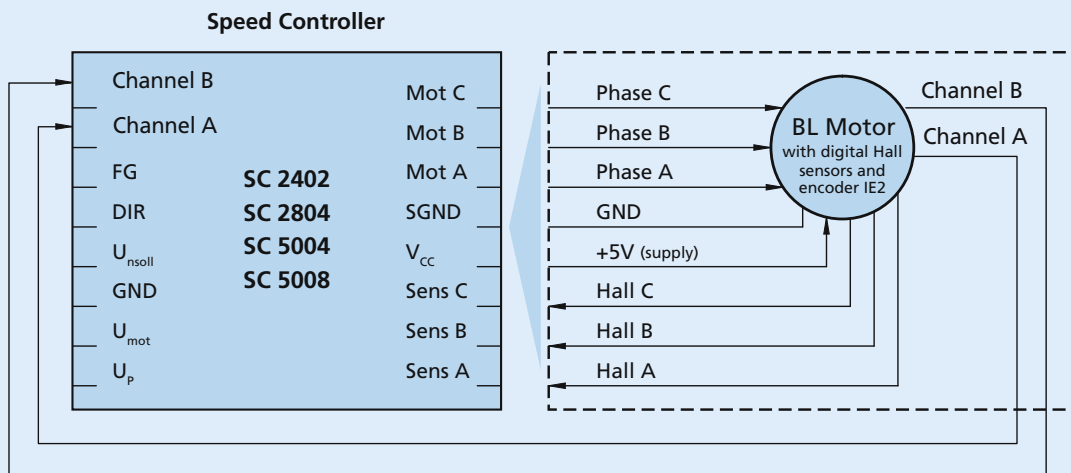 Speed Controller
Channel B
Channel A
FG
DIR
Unsoll
GND
Umot
UP
SC 2402
SC 2804
SC 5004
SC 5008
Mot C
Mot B
Mot A
SGND
VCC
Sens C
Sens B
Sens A
Phase C
Phase B
Phase A
GND
+5V (supply)
Hall C
Hall B
Hall A
BL Motor
with digital Hall
sensors and
encoder IE2
Channel B
Channel A